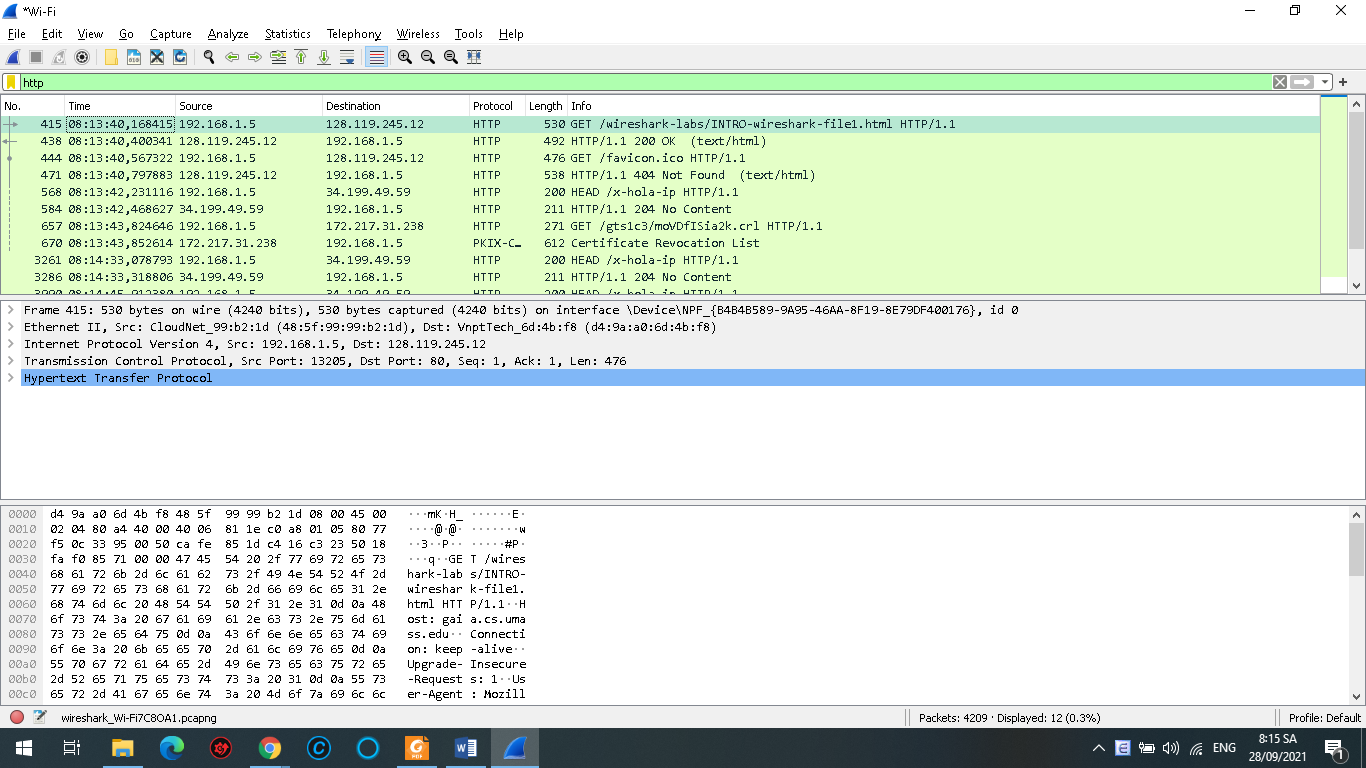 *Wi-Fi
File Edit View Go Capture Analyze Statistics Telephony Wireless Tools Help
http
No. Time Source Destination Protocol Length Info
415 08:13:40,168415 192.168.1.5 128.119.245.12 HTTP 530 GET /wireshark-labs/INTRO-wireshark-file1.html HTTP/1.1
438 08:13:40,400341 128.119.245.12 192.168.1.5 HTTP 492 HTTP/1.1 200 OK (text/html)
444 08:13:40,567322 192.168.1.5 128.119.245.12 HTTP 476 GET /favicon.ico HTTP/1.1
471 08:13:40,797883 128.119.245.12 192.168.1.5 HTTP 538 HTTP/1.1 404 Not Found (text/html)
568 08:13:42,231116 192.168.1.5 34.199.49.59 HTTP 200 HEAD /x-hola-ip HTTP/1.1
584 08:13:42,468627 34.199.49.59 192.168.1.5 HTTP 211 HTTP/1.1 204 No Content
657 08:13:43,824646 192.168.1.5 172.217.31.238 HTTP 271 GET /gts1c3/moVDfISia2k.crl HTTP/1.1
670 08:13:43,852614 172.217.31.238 192.168.1.5 PKIX-C… 612 Certificate Revocation List
3261 08:14:33,078793 192.168.1.5 34.199.49.59 HTTP 200 HEAD /x-hola-ip HTTP/1.1
3286 08:14:33,318806 34.199.49.59 192.168.1.5 HTTP 211 HTTP/1.1 204 No Content
Frame 415: 530 bytes on wire (4240 bits), 530 bytes captured (4240 bits) on interface \Device\NPF_{B4B4B589-9A95-46AA-8F19-8E79DF400176}, id 0
Ethernet II, Src: CloudNet_99:b2:1d (48:5f:99:99:b2:1d), Dst: VnptTech_6d:4b:f8 (d4:9a:a0:6d:4b:f8)
Internet Protocol Version 4, Src: 192.168.1.5, Dst: 128.119.245.12
Transmission Control Protocol, Src Port: 13205, Dst Port: 80, Seq: 1, Ack: 1, Len: 476
Hypertext Transfer Protocol
0000 d4 9a a0 6d 4b f8 48 5f 99 99 b2 1d 08 00 45 00 ···mK·H_ ······E·
0010 02 04 80 a4 40 00 40 06 81 1e c0 a8 01 05 80 77 ····@·@· ·······w
0020 f5 0c 33 95 00 50 ca fe 85 1d c4 16 c3 23 50 18 ··3··P·· ·····#P·
0030 fa f0 85 71 00 00 47 45 54 20 2f 77 69 72 65 73 ···q··GE T /wires
0040 68 61 72 6b 2d 6c 61 62 73 2f 49 4e 54 52 4f 2d hark-lab s/INTRO-
0050 77 69 72 65 73 68 61 72 6b 2d 66 69 6c 65 31 2e wireshar k-file1.
0060 68 74 6d 6c 20 48 54 54 50 2f 31 2e 31 0d 0a 48 html HTT P/1.1··H
0070 6f 73 74 3a 20 67 61 69 61 2e 63 73 2e 75 6d 61 ost: gai a.cs.uma
0080 73 73 2e 65 64 75 0d 0a 43 6f 6e 6e 65 63 74 69 ss.edu·· Connecti
0090 6f 6e 3a 20 6b 65 65 70 2d 61 6c 69 76 65 0d 0a on: keep -alive··
00a0 55 70 67 72 61 64 65 2d 49 6e 73 65 63 75 72 65 Upgrade- Insecure
00b0 2d 52 65 71 75 65 73 74 73 3a 20 31 0d 0a 55 73 -Request s: 1··Us
00c0 65 72 2d 41 67 65 6e 74 3a 20 4d 6f 7a 69 6c 6c er-Agent : Mozill
wireshark_Wi-Fi7C8OA1.pcapng Packets: 4209 · Displayed: 12 (0.3%) Profile: Default
ENG 8:15 SA
28/09/2021 1